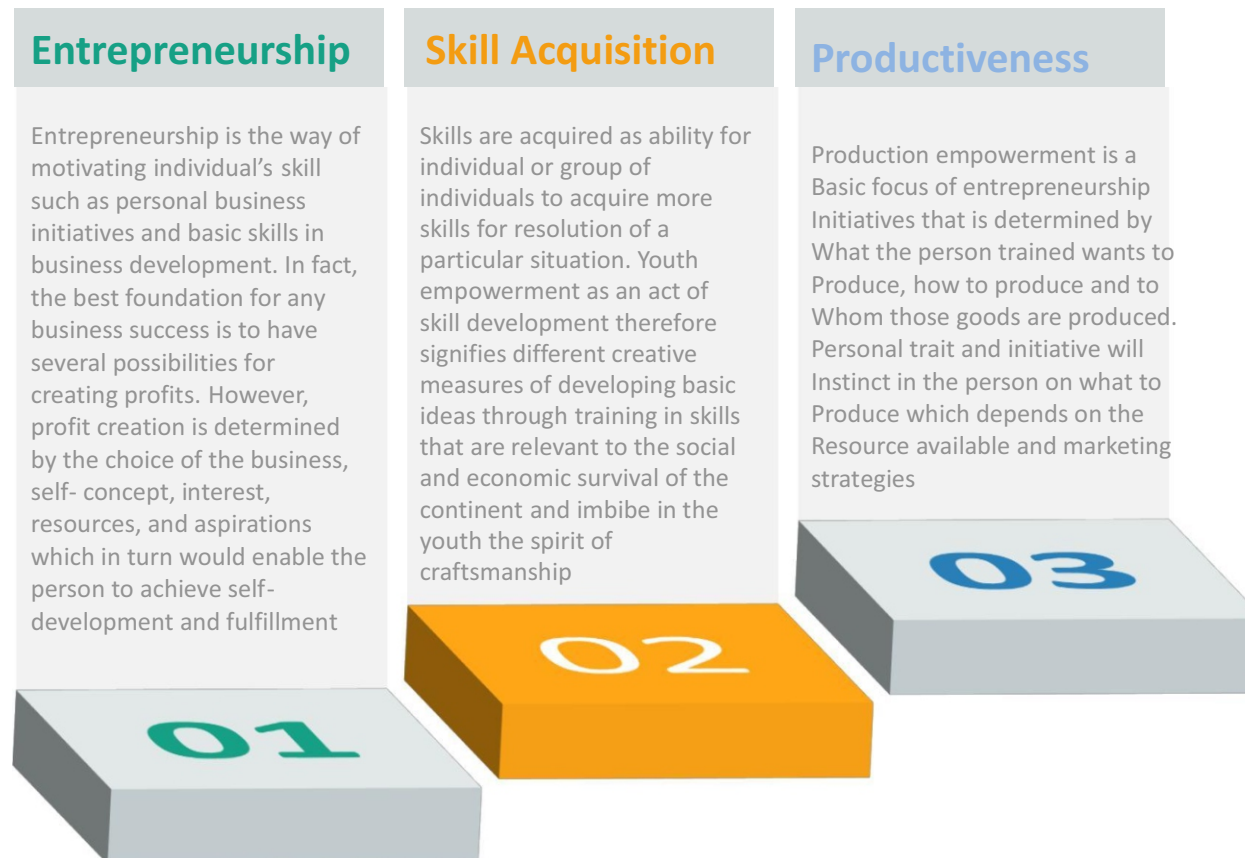 Entrepreneurship
Entrepreneurship is the way of
motivating individual's skill
such as personal business
initiatives and basic skills in
business development. In fact,
the best foundation for any
business success is to have
several possibilities for
creating profits. However,
profit creation is determined
by the choice of the business,
self- concept, interest,
resources, and aspirations
which in turn would enable the
person to achieve self-
development and fulfillment
01
Skill Acquisition
Skills are acquired as ability for
individual or group of
individuals to acquire more
skills for resolution of a
particular situation. Youth
empowerment as an act of
skill development therefore
signifies different creative
measures of developing basic
ideas through training in skills
that are relevant to the social
and economic survival of the
continent and imbibe in the
youth the spirit of
craftsmanship
02
Productiveness
Production empowerment is a
Basic focus of entrepreneurship
Initiatives that is determined by
What the person trained wants to
Produce, how to produce and to
Whom those goods are produced.
Personal trait and initiative will
Instinct in the person on what to
Produce which depends on the
Resource available and marketing
strategies
03